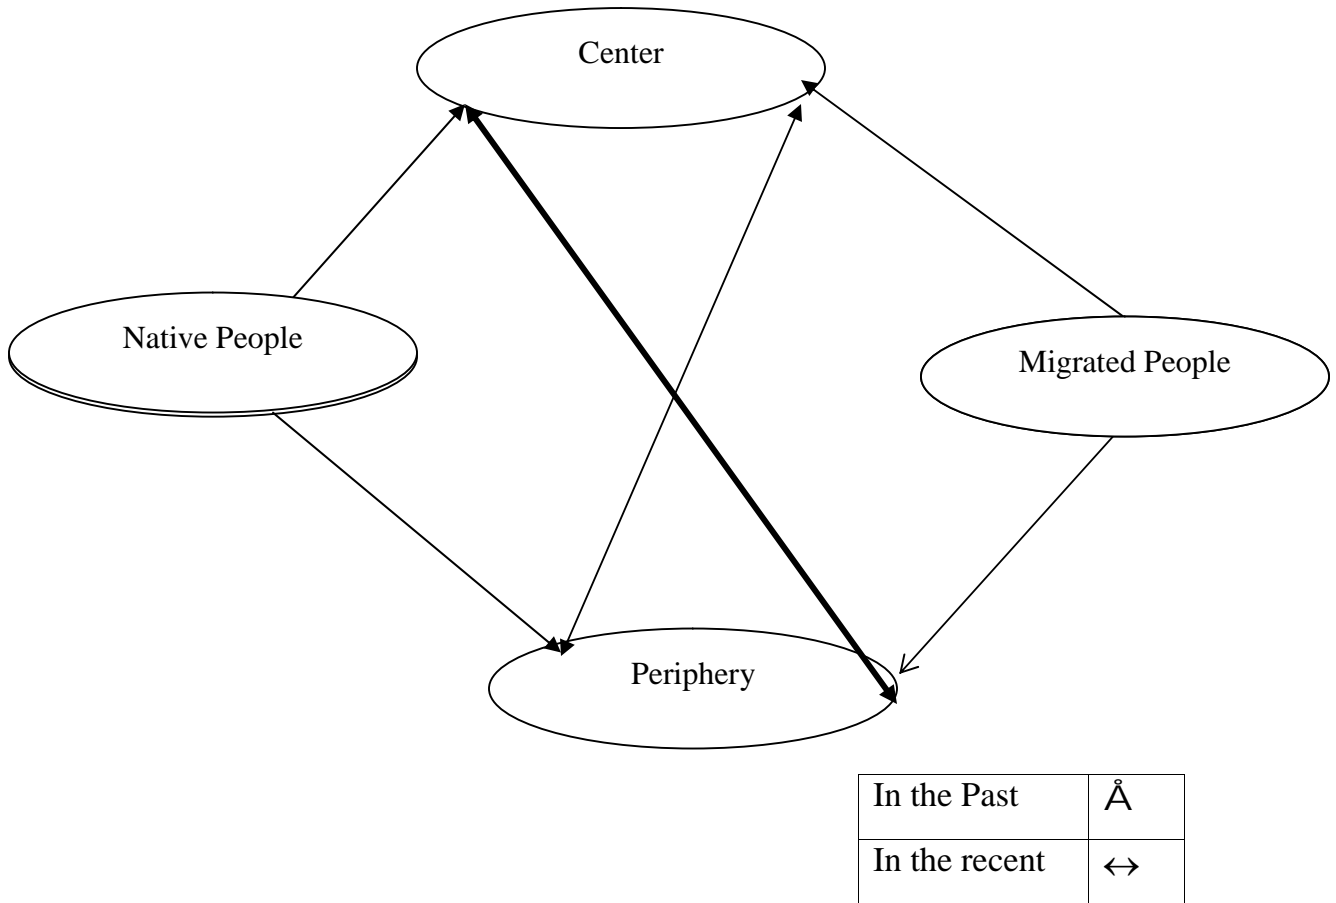 Center
Native People
Migrated People
Periphery
In the Past Å
In the recent ↔